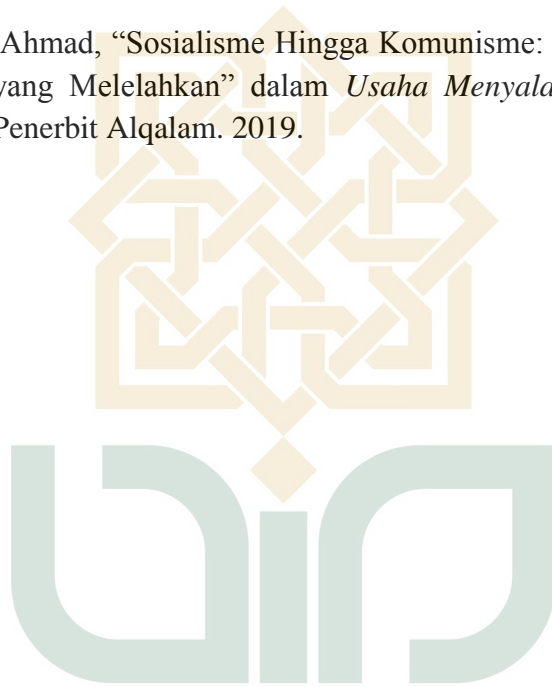 Ahmad, “Sosialisme Hingga Komunisme:
yang Melelahkan” dalam Usaha Menyala
Penerbit Alqalam. 2019.